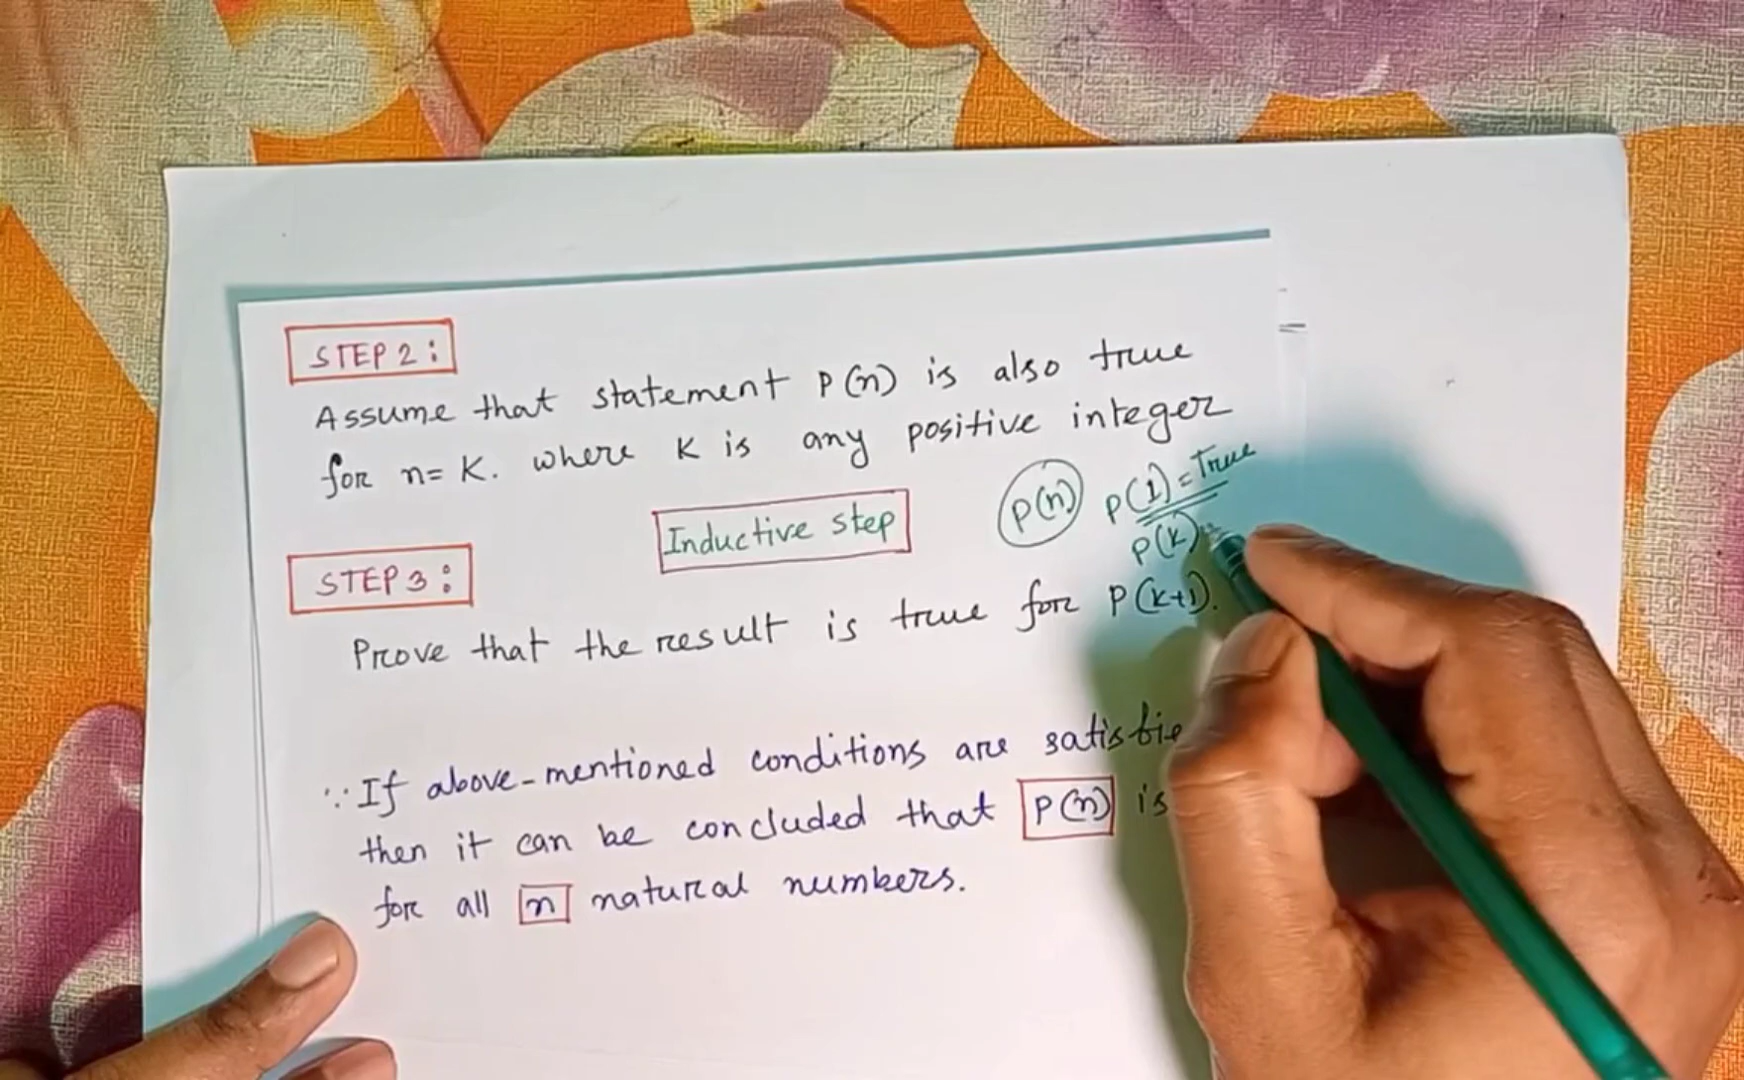 STEP 2:
Assume that statement P(n) is also true
for n= K. where K is any positive integer
P(n) P(1)=True
Inductive step
P(k)
STEP 3:
Prove that the result is true for P(k+1).
∵ If above-mentioned conditions are satisfie
then it can be concluded that P(n) is
for all n natural numbers.